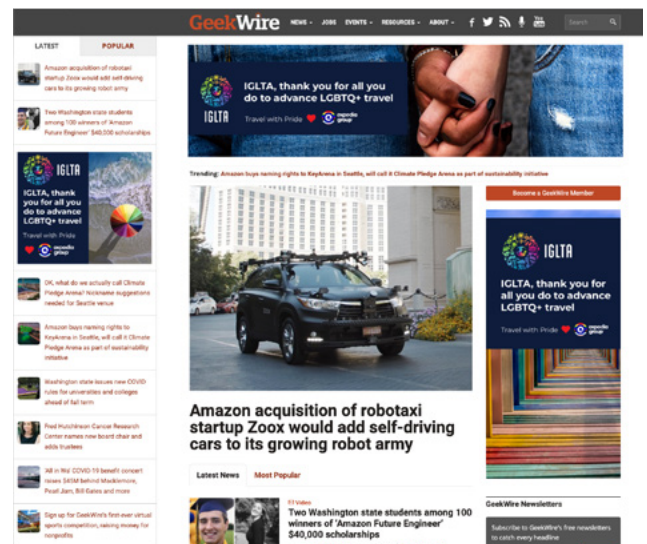 GeekWire NEWS JOBS EVENTS RESOURCES ABOUT You Tube Search
LATEST POPULAR
Amazon acquisition of robotaxi
startup Zoox would add self-driving
cars to its growing robot army
Two Washington state students
among 100 winners of 'Amazon
Future Engineer' $40,000 scholarships
IGLTA
IGLTA, thank
you for all
you do to
advance
LGBTQ+ travel
Travel with Pride
expedia group
OK, what do we actually call Climate
Pledge Arena? Nickname suggestions
needed for Seattle venue
Amazon buys naming rights to
KeyArena in Seattle, will call it Climate
Pledge Arena as part of sustainability
initiative
Washington state issues new COVID
rules for universities and colleges
ahead of fall term
Fred Hutchinson Cancer Research
Center names new board chair and
adds trustees
'All in WA' COVID-19 benefit concert
raises $45M behind Macklemore,
Pearl Jam, Bill Gates and more
Sign up for GeekWire's first-ever virtual
sports competition, raising money for
nonprofits
IGLTA
IGLTA, thank you for all you
do to advance LGBTQ+ travel
Travel with Pride
expedia group
Trending: Amazon buys naming rights to KeyArena in Seattle, will call it Climate Pledge Arena as part of sustainability initiative
Amazon acquisition of robotaxi
startup Zoox would add self-driving
cars to its growing robot army
Latest News Most Popular
GT Video
Two Washington state students among 100
winners of 'Amazon Future Engineer'
$40,000 scholarships
Become a GeekWire Member
IGLTA
IGLTA, thank you for
all you do to advance
LGBTQ+ travel
Travel with Pride
expedia group
GeekWire Newsletters
Subscribe to GeekWire's free newsletters
to catch every headline